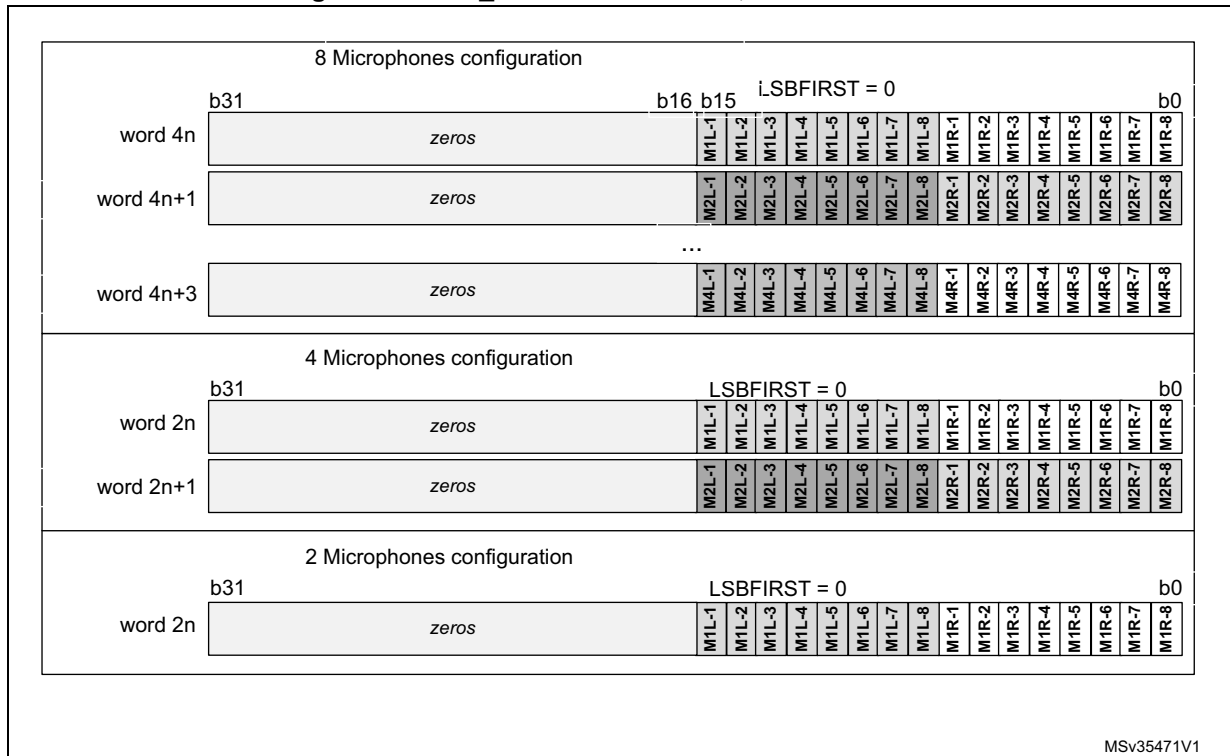 8 Microphones configuration
LSBFIRST = 0
b31 b16 b15 b0
word 4n zeros M1L-1 M1L-2 M1L-3 M1L-4 M1L-5 M1L-6 M1L-7 M1L-8 M1R-1 M1R-2 M1R-3 M1R-4 M1R-5 M1R-6 M1R-7 M1R-8
word 4n+1 zeros M2L-1 M2L-2 M2L-3 M2L-4 M2L-5 M2L-6 M2L-7 M2L-8 M2R-1 M2R-2 M2R-3 M2R-4 M2R-5 M2R-6 M2R-7 M2R-8
...
word 4n+3 zeros M4L-1 M4L-2 M4L-3 M4L-4 M4L-5 M4L-6 M4L-7 M4L-8 M4R-1 M4R-2 M4R-3 M4R-4 M4R-5 M4R-6 M4R-7 M4R-8
4 Microphones configuration
b31 LSBFIRST = 0 b0
word 2n zeros M1L-1 M1L-2 M1L-3 M1L-4 M1L-5 M1L-6 M1L-7 M1L-8 M1R-1 M1R-2 M1R-3 M1R-4 M1R-5 M1R-6 M1R-7 M1R-8
word 2n+1 zeros M2L-1 M2L-2 M2L-3 M2L-4 M2L-5 M2L-6 M2L-7 M2L-8 M2R-1 M2R-2 M2R-3 M2R-4 M2R-5 M2R-6 M2R-7 M2R-8
2 Microphones configuration
b31 LSBFIRST = 0 b0
word 2n zeros M1L-1 M1L-2 M1L-3 M1L-4 M1L-5 M1L-6 M1L-7 M1L-8 M1R-1 M1R-2 M1R-3 M1R-4 M1R-5 M1R-6 M1R-7 M1R-8
MSv35471V1